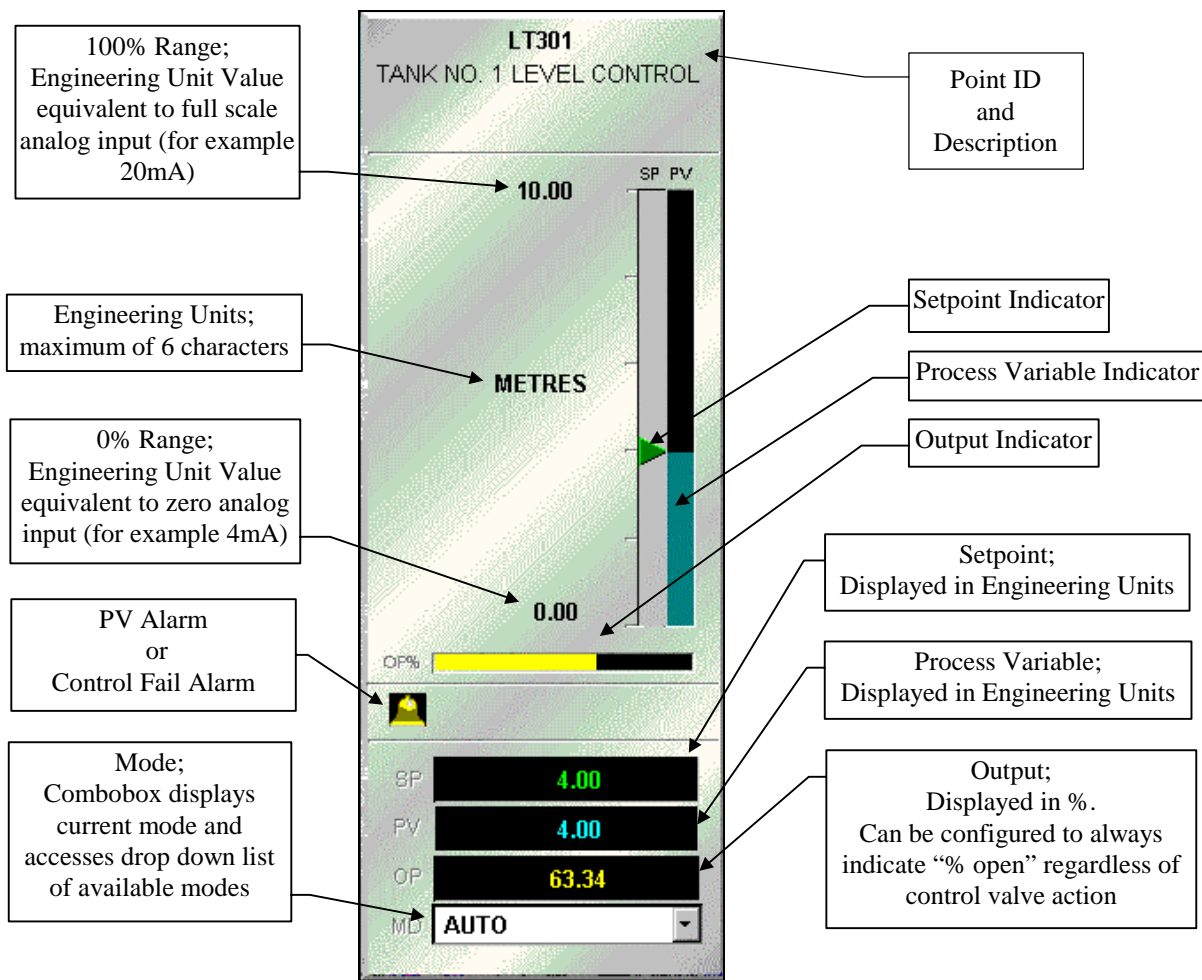 100% Range;
Engineering Unit Value
equivalent to full scale
analog input (for example
20mA)
Engineering Units;
maximum of 6 characters
0% Range;
Engineering Unit Value
equivalent to zero analog
input (for example 4mA)
PV Alarm
or
Control Fail Alarm
Mode;
Combobox displays
current mode and
accesses drop down list
of available modes
LT301
TANK NO. 1 LEVEL CONTROL
SP PV
10.00
METRES
0.00
OP%
SP 4.00
PV 4.00
OP 63.34
MD AUTO
Point ID
and
Description
Setpoint Indicator
Process Variable Indicator
Output Indicator
Setpoint;
Displayed in Engineering Units
Process Variable;
Displayed in Engineering Units
Output;
Displayed in %.
Can be configured to always
indicate “% open” regardless of
control valve action